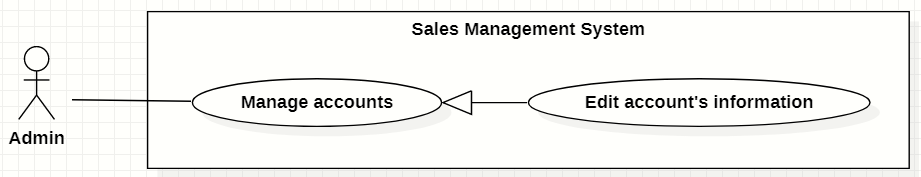 Sales Management System
Manage accounts
Edit account's information
Admin